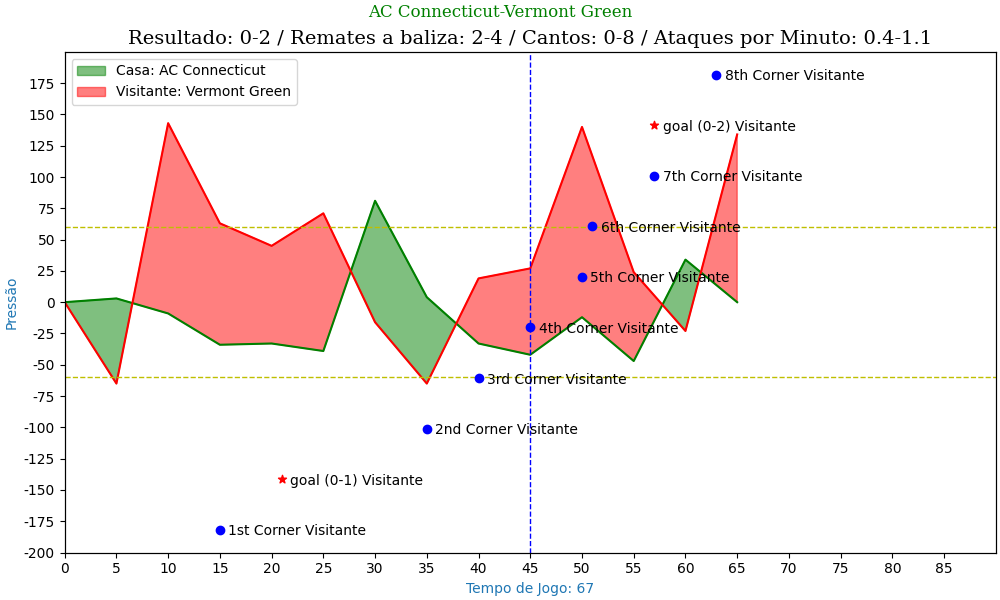 AC Connecticut-Vermont Green
Resultado: 0-2 / Remates a baliza: 2-4 / Cantos: 0-8 / Ataques por Minuto: 0.4-1.1
Casa: AC Connecticut
Visitante: Vermont Green
8th Corner Visitante
goal (0-2) Visitante
7th Corner Visitante
6th Corner Visitante
5th Corner Visitante
4th Corner Visitante
3rd Corner Visitante
2nd Corner Visitante
goal (0-1) Visitante
1st Corner Visitante
Pressão
175
150
125
100
75
50
25
0
-25
-50
-75
-100
-125
-150
-175
-200
0 5 10 15 20 25 30 35 40 45 50 55 60 65 70 75 80 85
Tempo de Jogo: 67